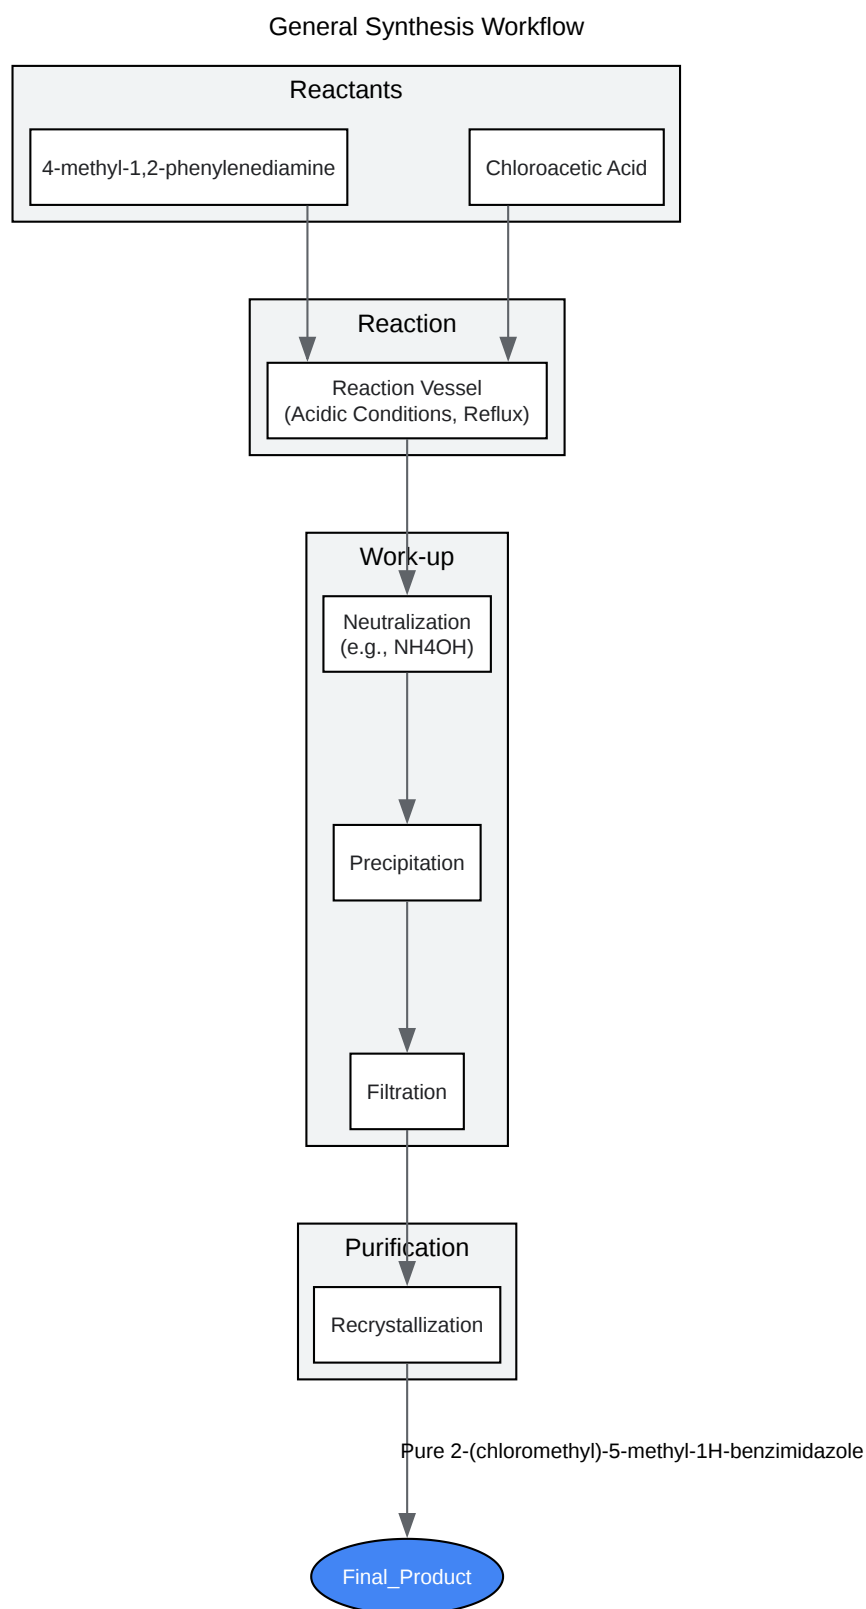 General Synthesis Workflow
Reactants
4-methyl-1,2-phenylenediamine
Chloroacetic Acid
Reaction
Reaction Vessel
(Acidic Conditions, Reflux)
Work-up
Neutralization
(e.g., NH4OH)
Precipitation
Filtration
Purification
Recrystallization
Pure 2-(chloromethyl)-5-methyl-1H-benzimidazole
Final_Product